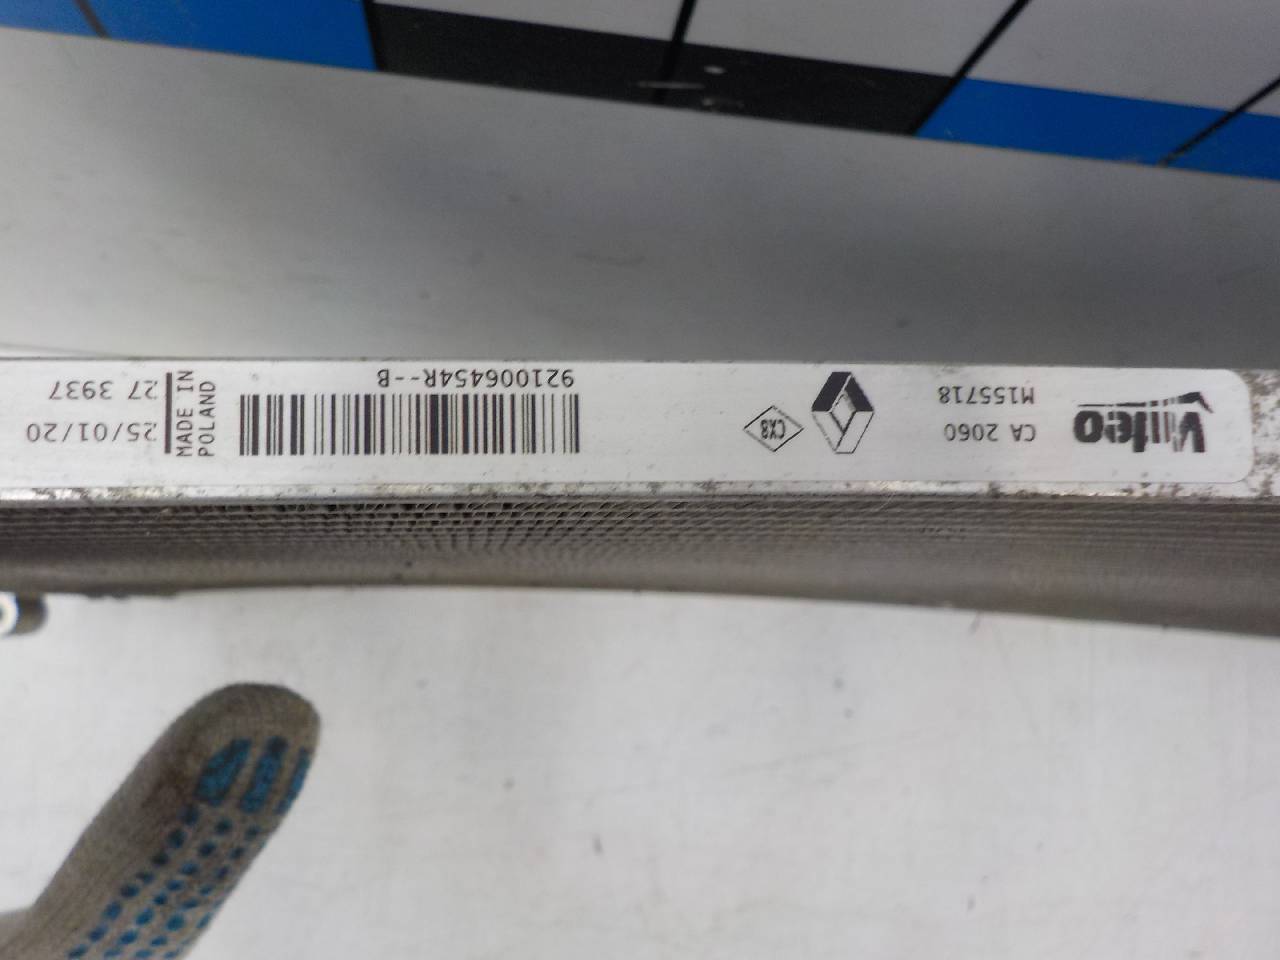 Valeo
CA 2060
M155718
CX8
921006454R--B
MADE IN
POLAND
25/01/20
27 3937